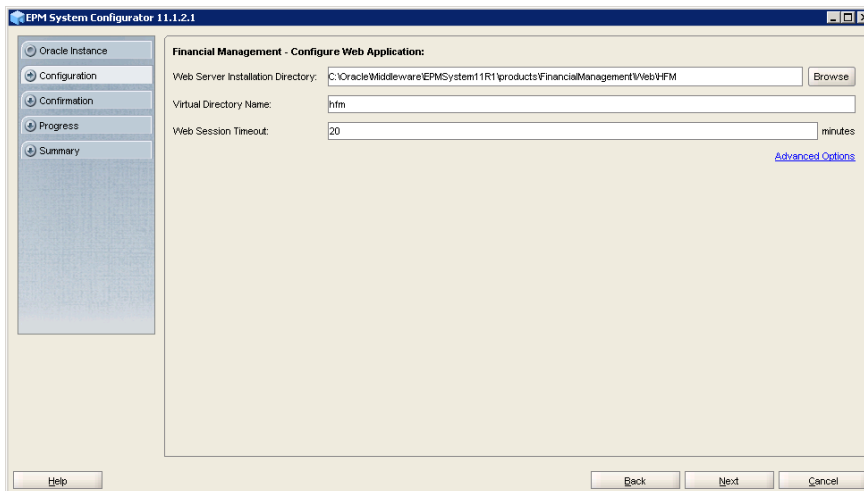 EPM System Configurator 11.1.2.1
Oracle Instance
Configuration
Confirmation
Progress
Summary
Financial Management - Configure Web Application:
Web Server Installation Directory: C:\Oracle\Middleware\EPMSystem11R1\products\FinancialManagement\Web\HFM Browse
Virtual Directory Name: hfm
Web Session Timeout: 20 minutes
Advanced Options
Help Back Next Cancel